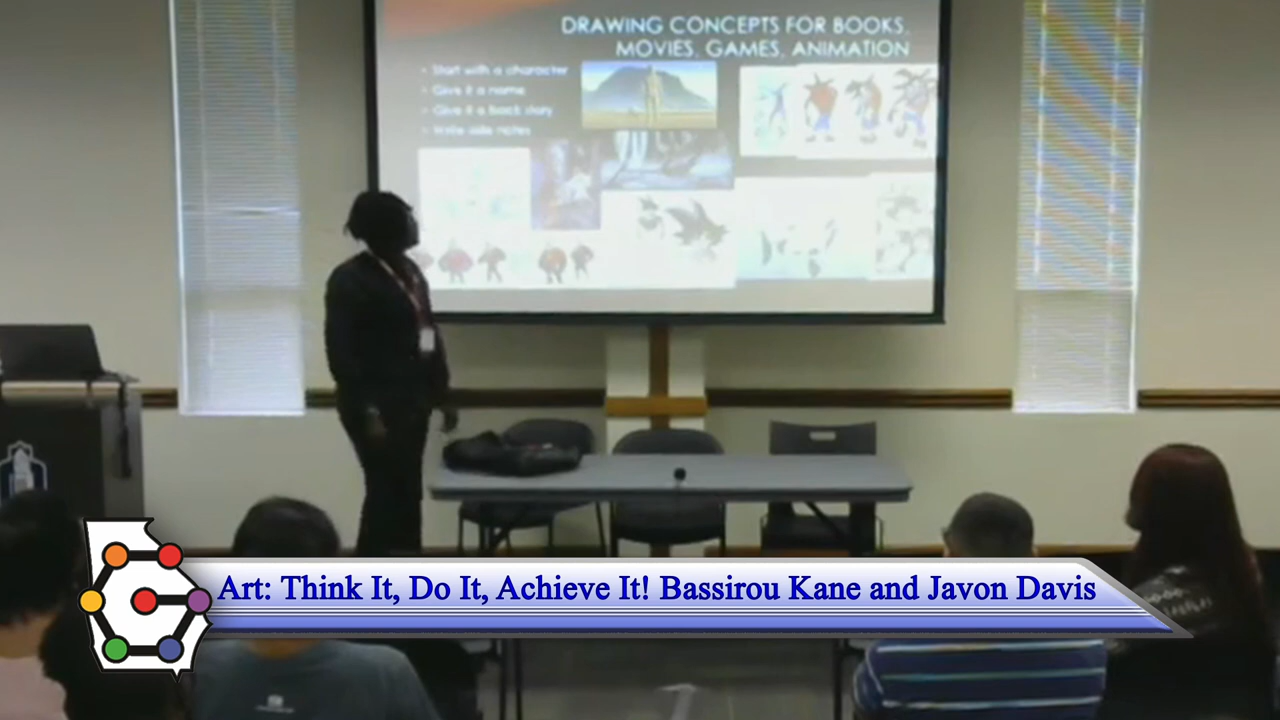 DRAWING CONCEPTS FOR BOOKS,
MOVIES, GAMES, ANIMATION
- Start with a character
- Give it a name
- Give it a back story
- Write side notes
Art: Think It, Do It, Achieve It! Bassirou Kane and Javon Davis